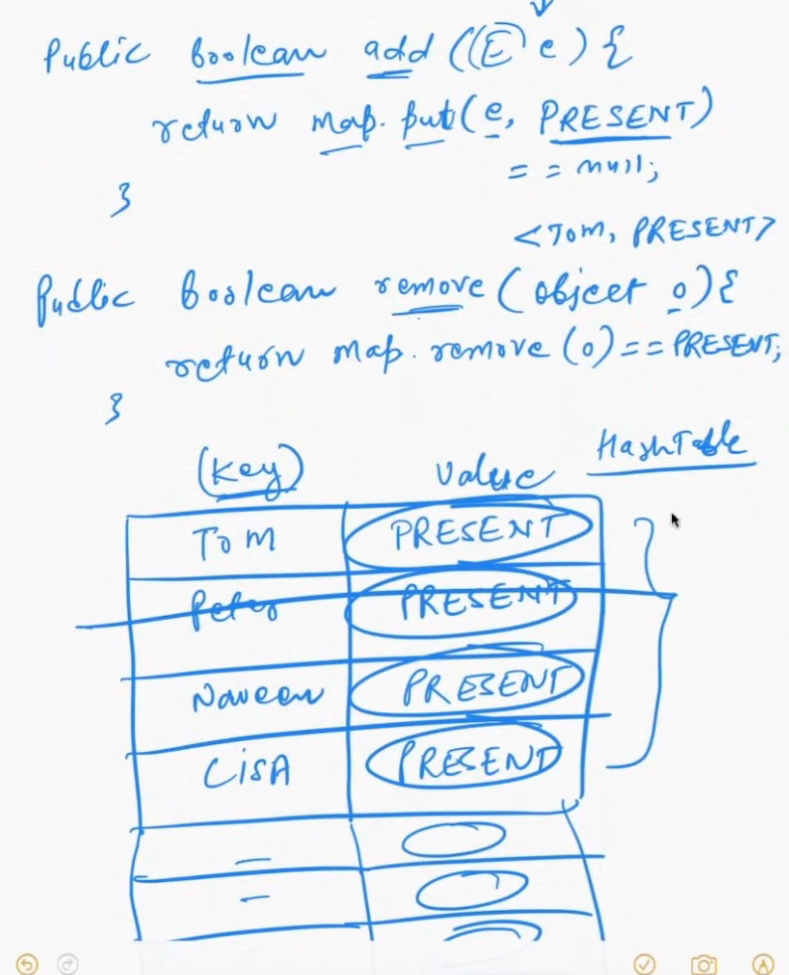 Public boolean add ((E) e) {
return map.put(e, PRESENT)
= = null;
}
<Tom, PRESENT>
Public Boolean remove (object o){
return map.remove (o) == PRESENT;
}
HashTable
(Key) Value
Tom PRESENT
Peter PRESENT
Naveen PRESENT
LisA PRESENT